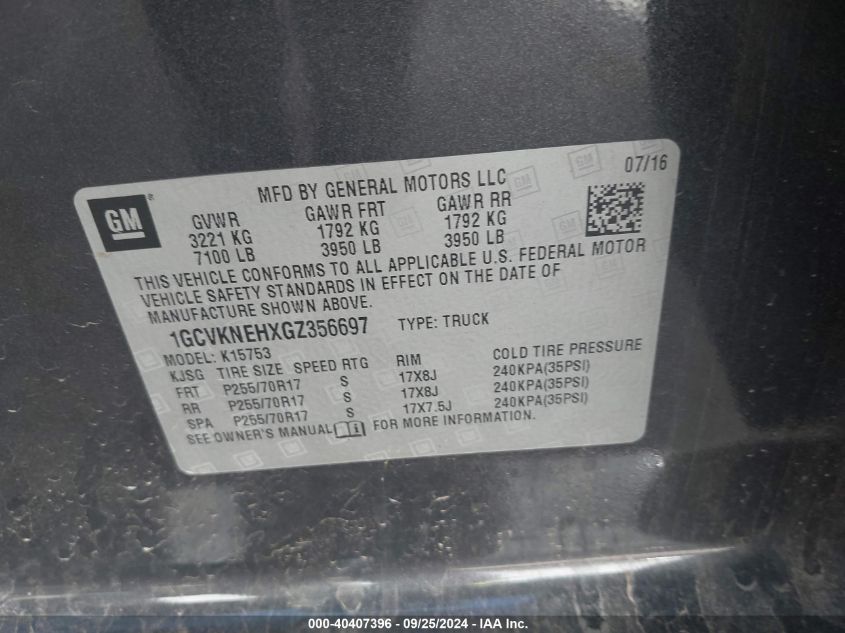 GM
®
07/16
MFD BY GENERAL MOTORS LLC
GVWR GAWR FRT GAWR RR
3221 KG 1792 KG 1792 KG
7100 LB 3950 LB 3950 LB
THIS VEHICLE CONFORMS TO ALL APPLICABLE U.S. FEDERAL MOTOR
VEHICLE SAFETY STANDARDS IN EFFECT ON THE DATE OF
MANUFACTURE SHOWN ABOVE.
1GCVKNEHXGZ356697 TYPE: TRUCK
MODEL: K15753
KJSG TIRE SIZE SPEED RTG RIM COLD TIRE PRESSURE
FRT P255/70R17 S 17X8J 240KPA(35PSI)
RR P255/70R17 S 17X8J 240KPA(35PSI)
SPA P255/70R17 S 17X7.5J 240KPA(35PSI)
SEE OWNER'S MANUAL FOR MORE INFORMATION.
000-40407396 - 09/25/2024 - IAA Inc.